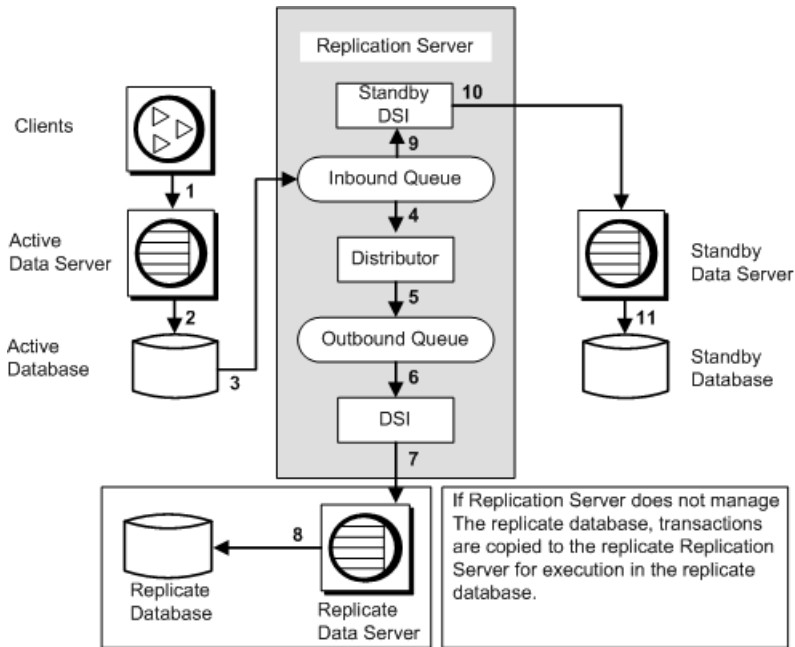 Replication Server
Standby
DSI
10
Clients
9
Inbound Queue
1
4
Active
Data Server
Distributor
Standby
Data Server
5
2
11
Outbound Queue
Active
Database
3
6
Standby
Database
DSI
7
If Replication Server does not manage
The replicate database, transactions
are copied to the replicate Replication
Server for execution in the replicate
database.
8
Replicate
Database
Replicate
Data Server